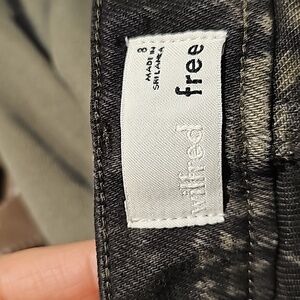 wilfred
free
8
MADE IN
SRI LANKA